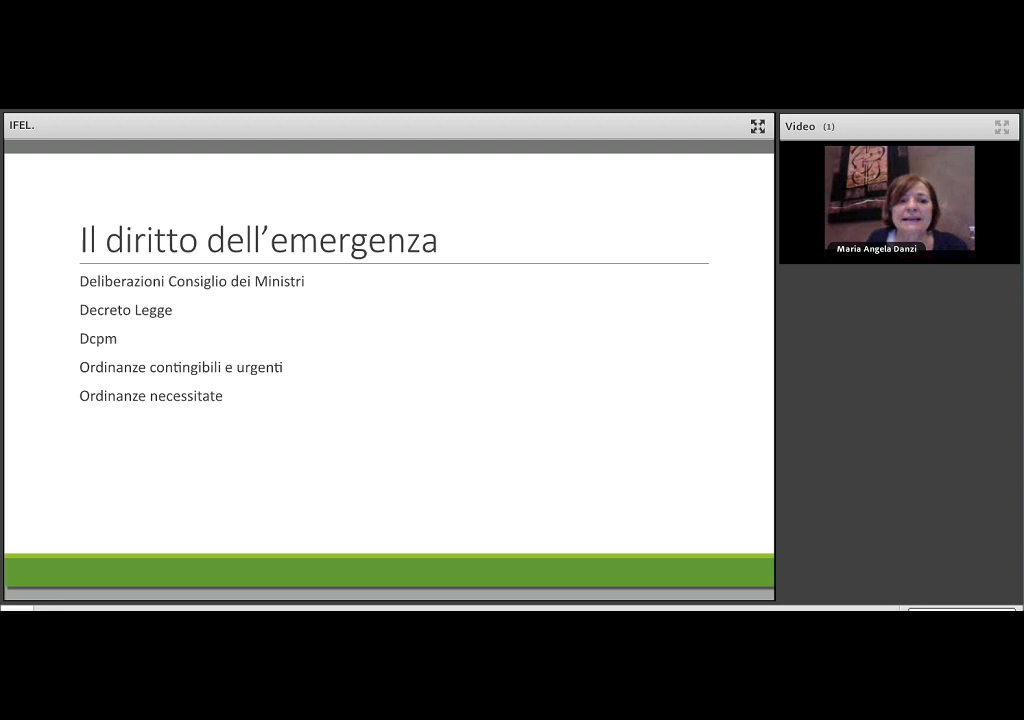 IFEL.
Video (1)
Maria Angela Danzi
Il diritto dell’emergenza
Deliberazioni Consiglio dei Ministri
Decreto Legge
Dcpm
Ordinanze contingibili e urgenti
Ordinanze necessitate